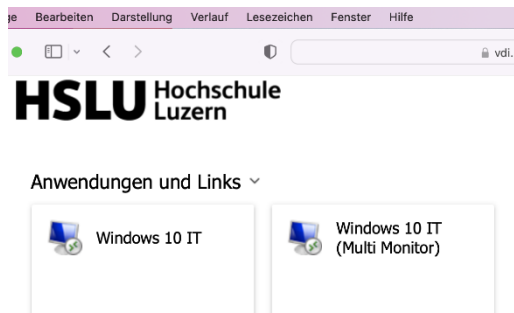 Bearbeiten Darstellung Verlauf Lesezeichen Fenster Hilfe
vdi.
HSLU Hochschule
Luzern
Anwendungen und Links
Windows 10 IT
Windows 10 IT
(Multi Monitor)